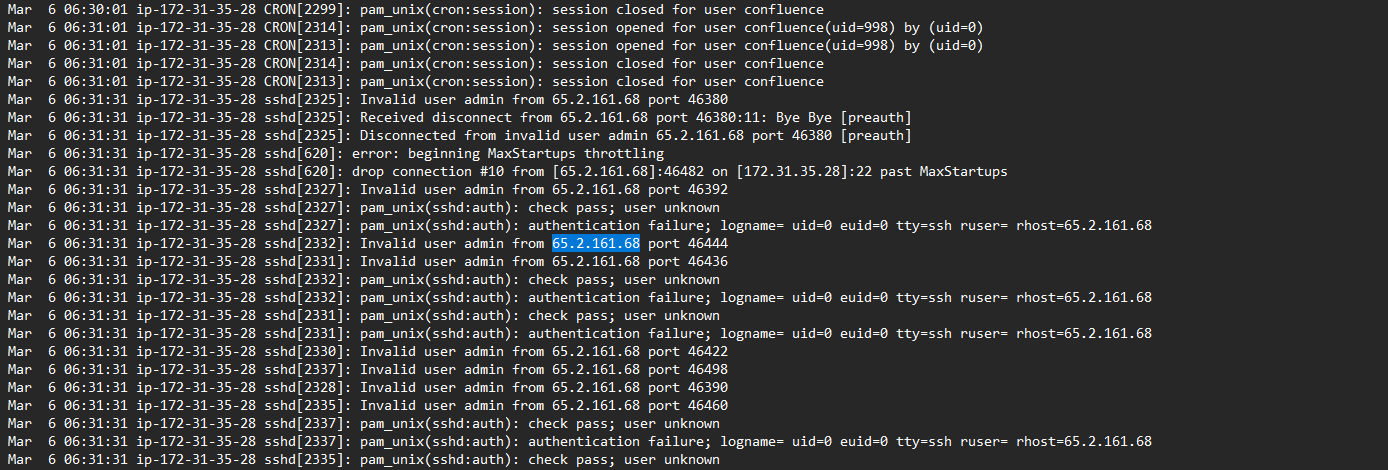 Mar  6 06:30:01 ip-172-31-35-28 CRON[2299]: pam_unix(cron:session): session closed for user confluence
Mar  6 06:31:01 ip-172-31-35-28 CRON[2314]: pam_unix(cron:session): session opened for user confluence(uid=998) by (uid=0)
Mar  6 06:31:01 ip-172-31-35-28 CRON[2313]: pam_unix(cron:session): session opened for user confluence(uid=998) by (uid=0)
Mar  6 06:31:01 ip-172-31-35-28 CRON[2314]: pam_unix(cron:session): session closed for user confluence
Mar  6 06:31:01 ip-172-31-35-28 CRON[2313]: pam_unix(cron:session): session closed for user confluence
Mar  6 06:31:31 ip-172-31-35-28 sshd[2325]: Invalid user admin from 65.2.161.68 port 46380
Mar  6 06:31:31 ip-172-31-35-28 sshd[2325]: Received disconnect from 65.2.161.68 port 46380:11: Bye Bye [preauth]
Mar  6 06:31:31 ip-172-31-35-28 sshd[2325]: Disconnected from invalid user admin 65.2.161.68 port 46380 [preauth]
Mar  6 06:31:31 ip-172-31-35-28 sshd[620]: error: beginning MaxStartups throttling
Mar  6 06:31:31 ip-172-31-35-28 sshd[620]: drop connection #10 from [65.2.161.68]:46482 on [172.31.35.28]:22 past MaxStartups
Mar  6 06:31:31 ip-172-31-35-28 sshd[2327]: Invalid user admin from 65.2.161.68 port 46392
Mar  6 06:31:31 ip-172-31-35-28 sshd[2327]: pam_unix(sshd:auth): check pass; user unknown
Mar  6 06:31:31 ip-172-31-35-28 sshd[2327]: pam_unix(sshd:auth): authentication failure; logname= uid=0 euid=0 tty=ssh ruser= rhost=65.2.161.68
Mar  6 06:31:31 ip-172-31-35-28 sshd[2332]: Invalid user admin from 65.2.161.68 port 46444
Mar  6 06:31:31 ip-172-31-35-28 sshd[2331]: Invalid user admin from 65.2.161.68 port 46436
Mar  6 06:31:31 ip-172-31-35-28 sshd[2332]: pam_unix(sshd:auth): check pass; user unknown
Mar  6 06:31:31 ip-172-31-35-28 sshd[2332]: pam_unix(sshd:auth): authentication failure; logname= uid=0 euid=0 tty=ssh ruser= rhost=65.2.161.68
Mar  6 06:31:31 ip-172-31-35-28 sshd[2331]: pam_unix(sshd:auth): check pass; user unknown
Mar  6 06:31:31 ip-172-31-35-28 sshd[2331]: pam_unix(sshd:auth): authentication failure; logname= uid=0 euid=0 tty=ssh ruser= rhost=65.2.161.68
Mar  6 06:31:31 ip-172-31-35-28 sshd[2330]: Invalid user admin from 65.2.161.68 port 46422
Mar  6 06:31:31 ip-172-31-35-28 sshd[2337]: Invalid user admin from 65.2.161.68 port 46498
Mar  6 06:31:31 ip-172-31-35-28 sshd[2328]: Invalid user admin from 65.2.161.68 port 46390
Mar  6 06:31:31 ip-172-31-35-28 sshd[2335]: Invalid user admin from 65.2.161.68 port 46460
Mar  6 06:31:31 ip-172-31-35-28 sshd[2337]: pam_unix(sshd:auth): check pass; user unknown
Mar  6 06:31:31 ip-172-31-35-28 sshd[2337]: pam_unix(sshd:auth): authentication failure; logname= uid=0 euid=0 tty=ssh ruser= rhost=65.2.161.68
Mar  6 06:31:31 ip-172-31-35-28 sshd[2335]: pam_unix(sshd:auth): check pass; user unknown